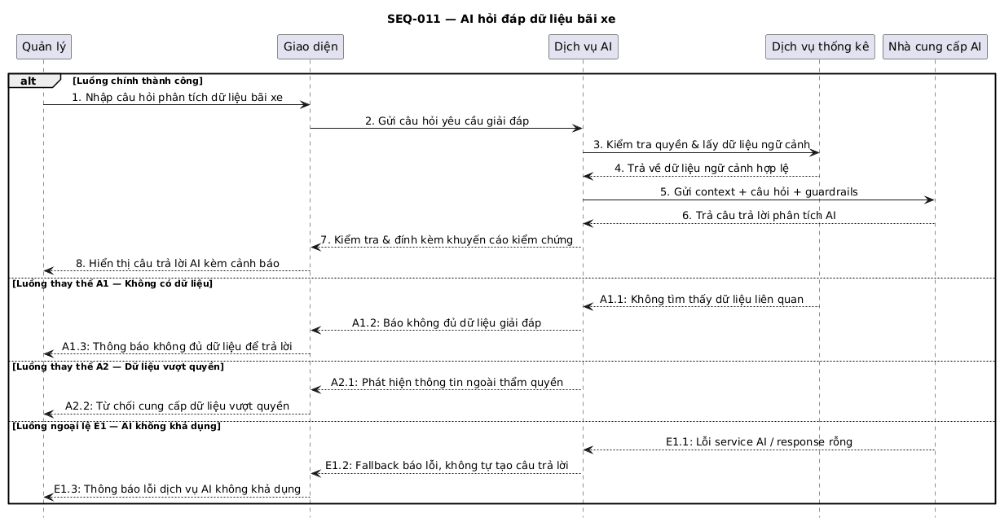 SEQ-011 — AI hỏi đáp dữ liệu bãi xe
Quản lý
Giao diện
Dịch vụ AI
Dịch vụ thống kê
Nhà cung cấp AI
alt
[Luồng chính thành công]
1. Nhập câu hỏi phân tích dữ liệu bãi xe
2. Gửi câu hỏi yêu cầu giải đáp
3. Kiểm tra quyền & lấy dữ liệu ngữ cảnh
4. Trả về dữ liệu ngữ cảnh hợp lệ
5. Gửi context + câu hỏi + guardrails
6. Trả câu trả lời phân tích AI
7. Kiểm tra & đính kèm khuyến cáo kiểm chứng
8. Hiển thị câu trả lời AI kèm cảnh báo
[Luồng thay thế A1 — Không có dữ liệu]
A1.1: Không tìm thấy dữ liệu liên quan
A1.2: Báo không đủ dữ liệu giải đáp
A1.3: Thông báo không đủ dữ liệu để trả lời
[Luồng thay thế A2 — Dữ liệu vượt quyền]
A2.1: Phát hiện thông tin ngoài thẩm quyền
A2.2: Từ chối cung cấp dữ liệu vượt quyền
[Luồng ngoại lệ E1 — AI không khả dụng]
E1.1: Lỗi service AI / response rỗng
E1.2: Fallback báo lỗi, không tự tạo câu trả lời
E1.3: Thông báo lỗi dịch vụ AI không khả dụng